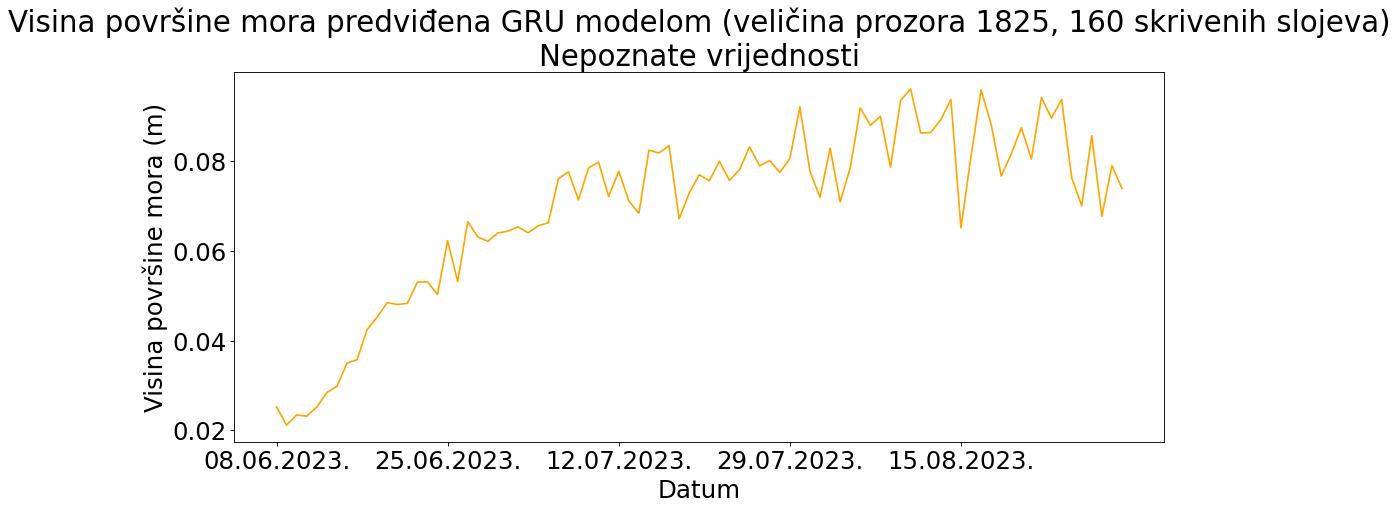 Visina površine mora predviđena GRU modelom (veličina prozora 1825, 160 skrivenih slojeva)
Nepoznate vrijednosti
Visina površine mora (m)
0.08
0.06
0.04
0.02
08.06.2023. 25.06.2023. 12.07.2023. 29.07.2023. 15.08.2023.
Datum